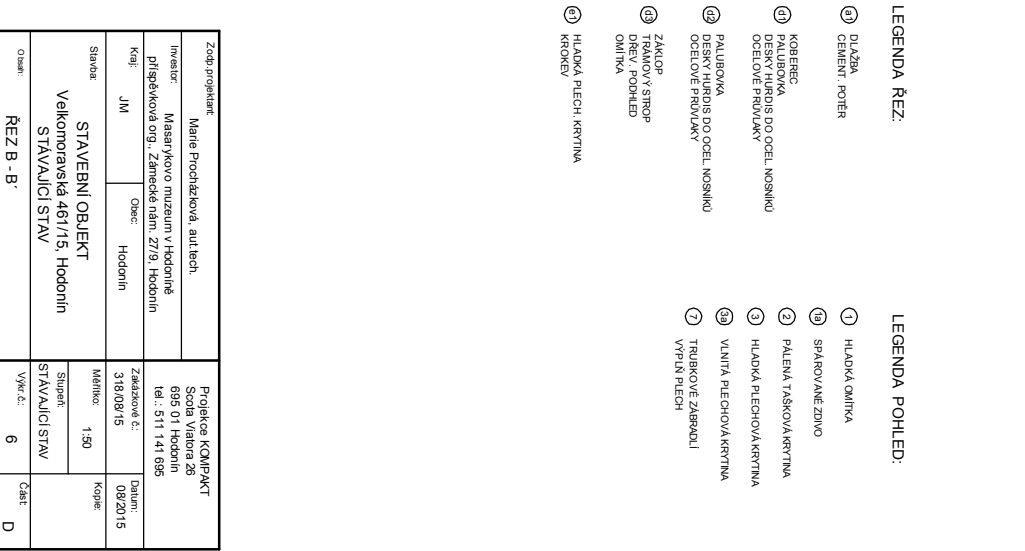 LEGENDA ŘEZ:
a1 DLAŽBA
CEMENT. POTĚR
d1 KOBEREC
PALUBOVKA
DESKY HURDIS DO OCEL. NOSNÍKŮ
OCELOVÉ PRŮVLAKY
d2 PALUBOVKA
DESKY HURDIS DO OCEL. NOSNÍKŮ
OCELOVÉ PRŮVLAKY
d3 ZÁKLOP
TRÁMOVÝ STROP
DŘEV. PODHLED
OMÍTKA
e1 HLADKÁ PLECH. KRYTINA
KROKEV
LEGENDA POHLED:
1 HLADKÁ OMÍTKA
1a SPÁROVANÉ ZDIVO
2 PÁLENÁ TAŠKOVÁ KRYTINA
3 HLADKÁ PLECHOVÁ KRYTINA
3a VLNITÁ PLECHOVÁ KRYTINA
7 TRUBKOVÉ ZÁBRADLÍ
VÝPLŇ PLECH
Zodp.projektant:
Marie Procházková, aut.tech.
Investor:
Masarykovo muzeum v Hodoníně
příspěvková org., Zámecké nám. 27/9, Hodonín
Kraj: JM
Obec: Hodonín
Stavba:
STAVEBNÍ OBJEKT
Velkomoravská 461/15, Hodonín
STÁVAJÍCÍ STAV
Obsah:
ŘEZ B - B´
Projekce KOMPAKT
Scota Viatora 26
695 01 Hodonín
tel.: 511 141 695
Zakázkové č.:
318/08/15
Datum:
08/2015
Měřítko:
1:50
Kopie:
Stupeň:
STÁVAJÍCÍ STAV
Výkr.č.:
6
Část:
D